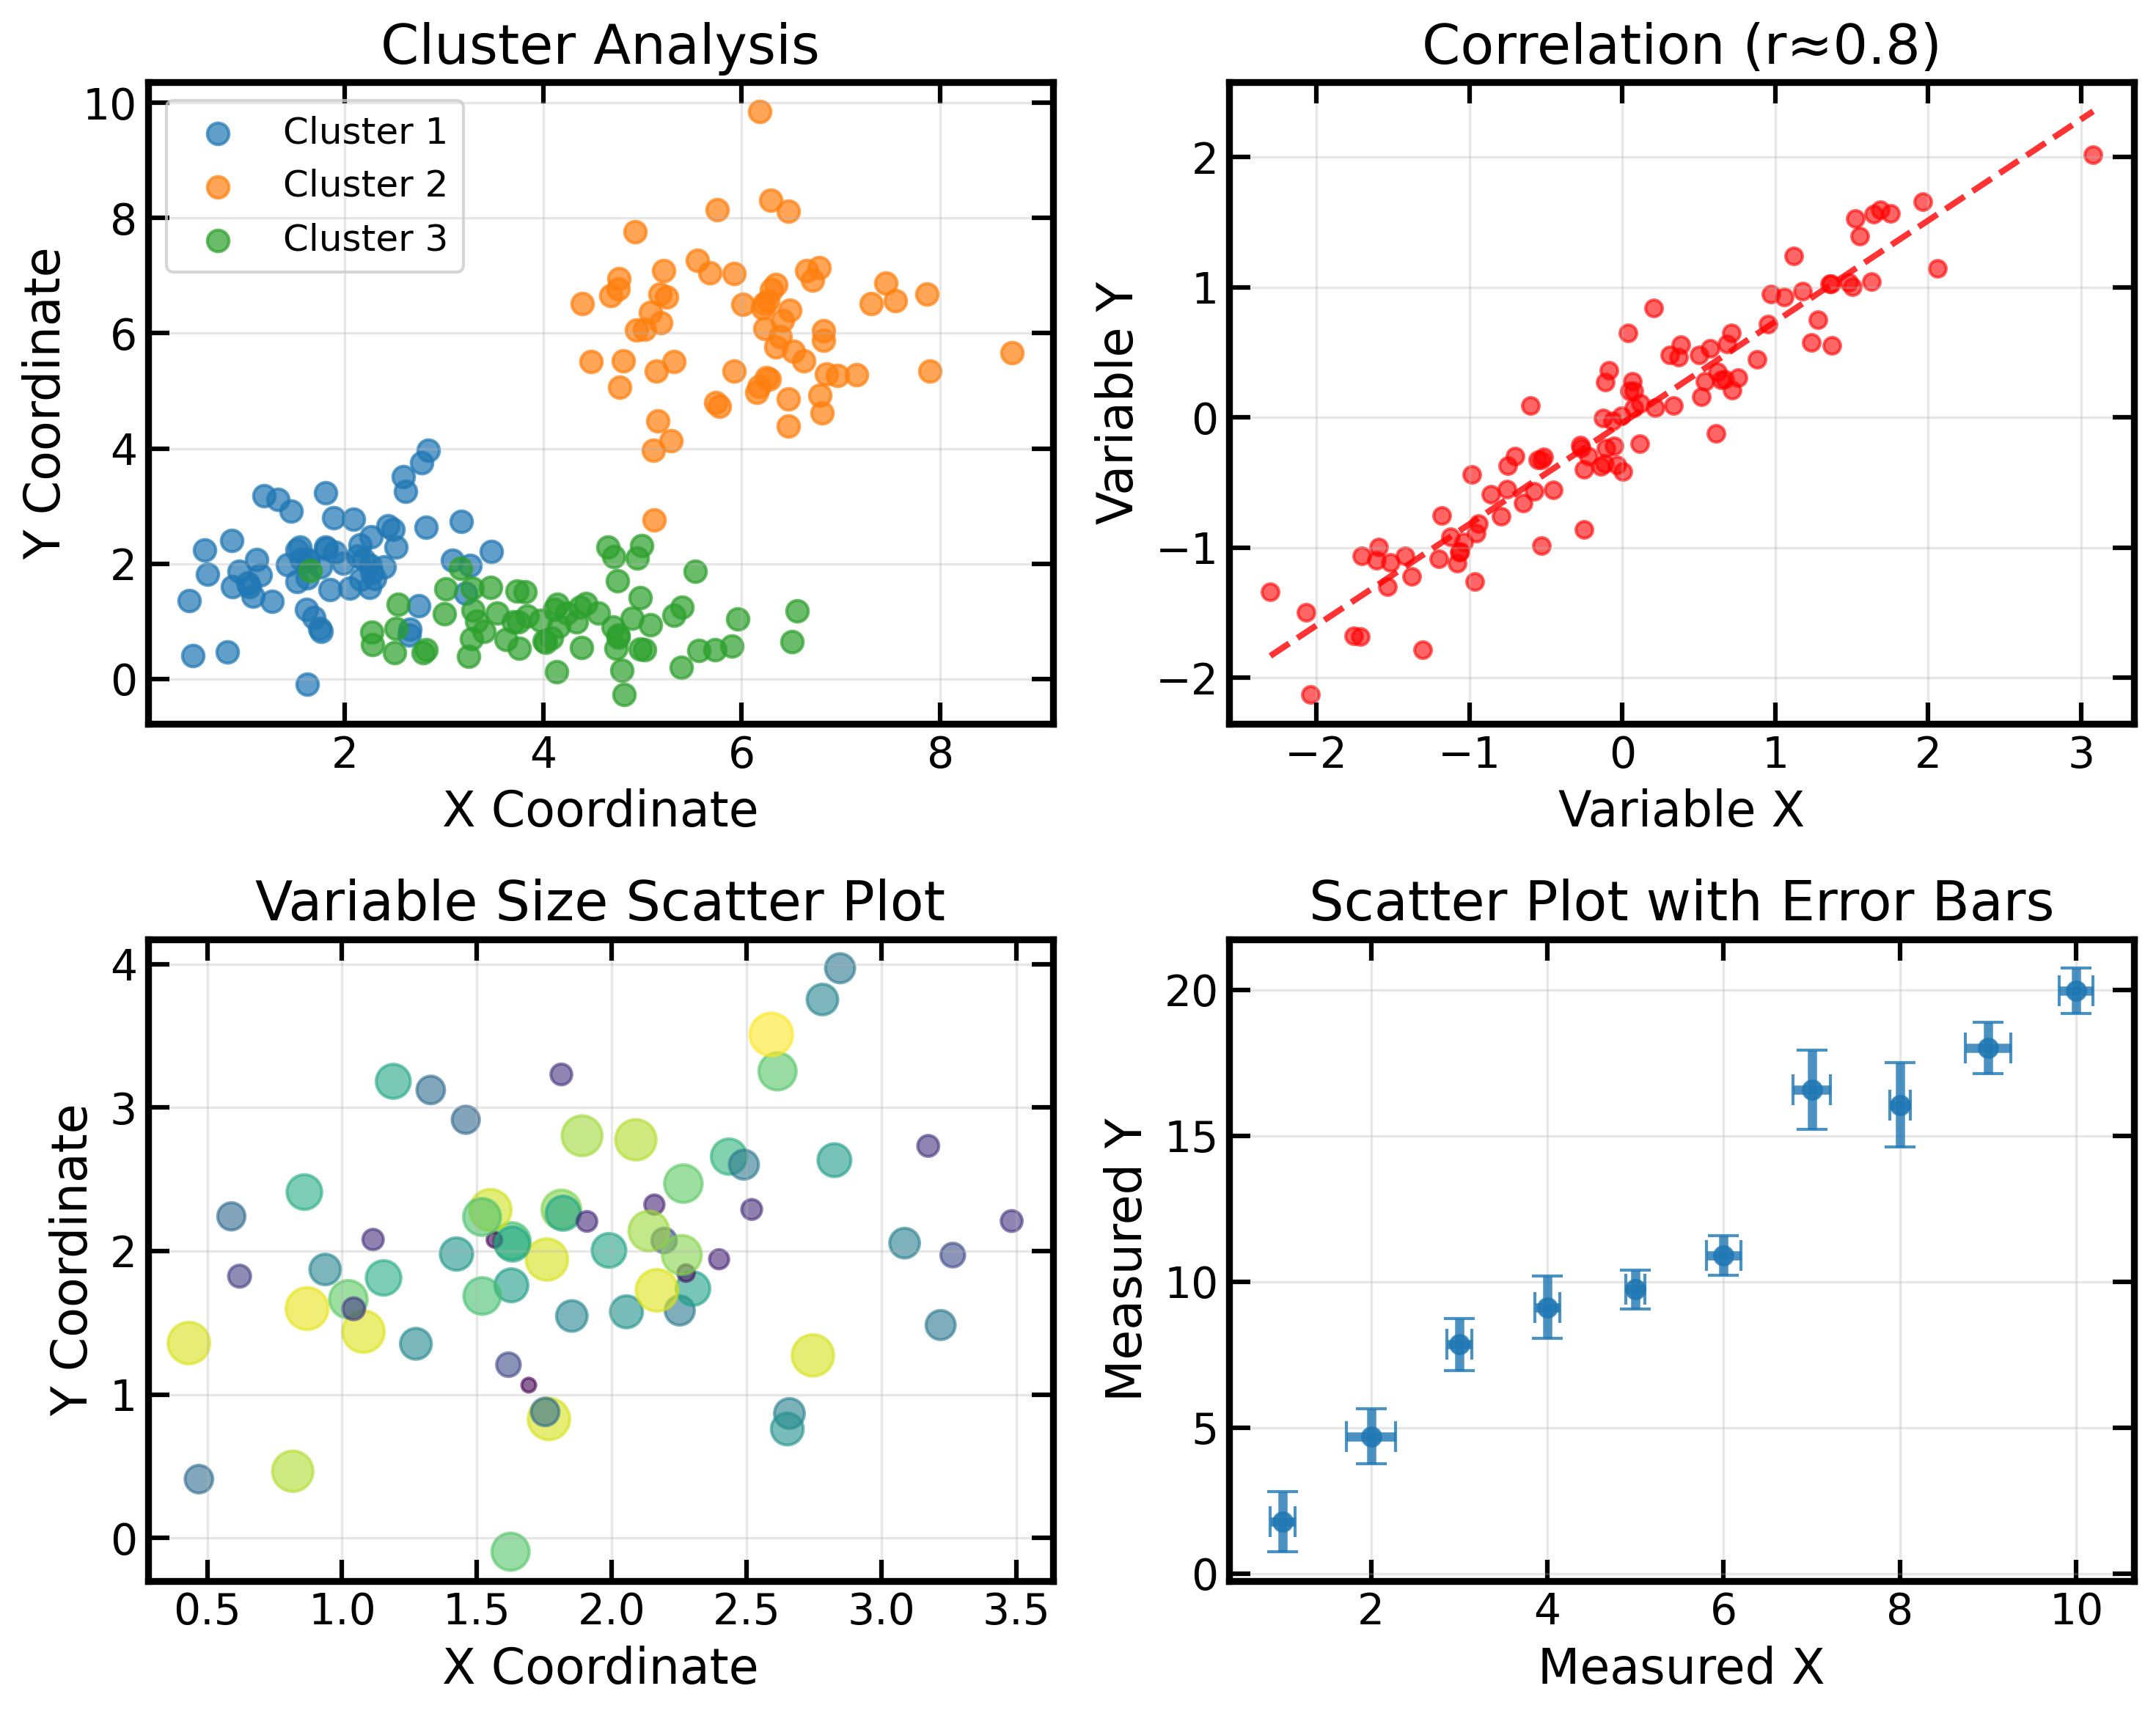 Cluster Analysis
Cluster 1
Cluster 2
Cluster 3
10
8
6
4
2
0
2 4 6 8
Y Coordinate
X Coordinate
Correlation (r≈0.8)
2
1
0
−1
−2
−2 −1 0 1 2 3
Variable Y
Variable X
Variable Size Scatter Plot
4
3
2
1
0
0.5 1.0 1.5 2.0 2.5 3.0 3.5
Y Coordinate
X Coordinate
Scatter Plot with Error Bars
20
15
10
5
0
2 4 6 8 10
Measured Y
Measured X